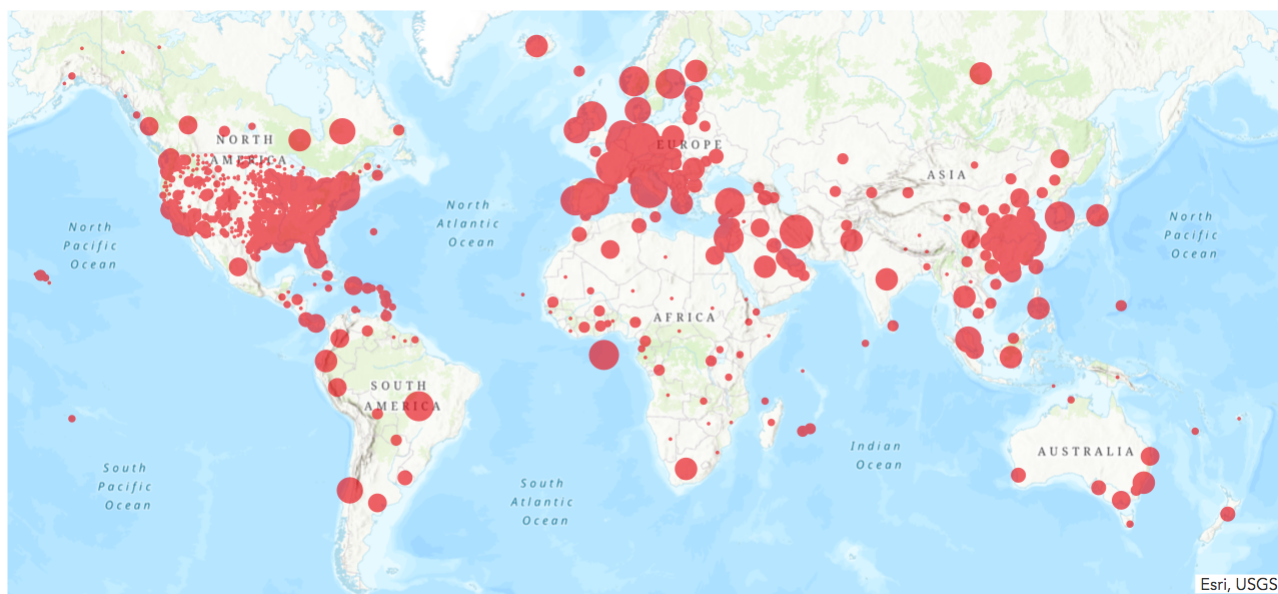 NORTH
AMERICA
EUROPE
ASIA
North
Atlantic
Ocean
North
Pacific
Ocean
North
Pacific
Ocean
AFRICA
SOUTH
AMERICA
Indian
Ocean
AUSTRALIA
South
Pacific
Ocean
South
Atlantic
Ocean
Esri, USGS